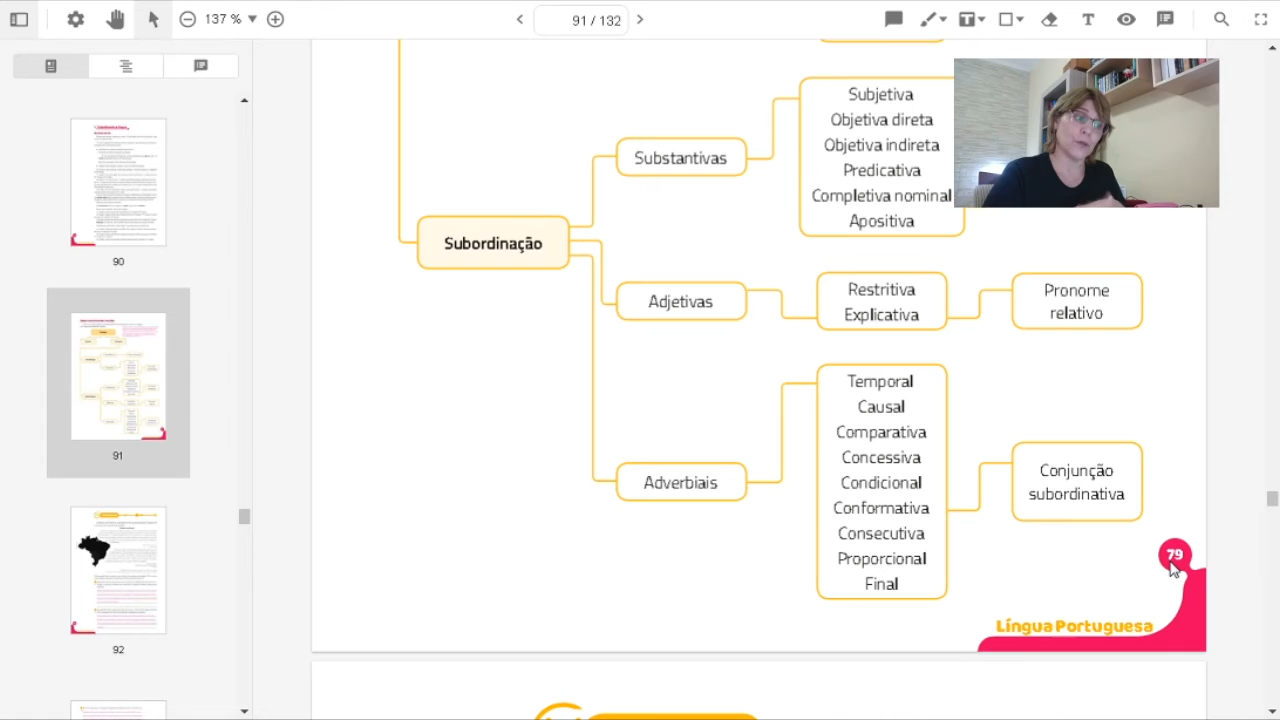 137 %
91 / 132
90
91
92
Subordinação
Substantivas
Subjetiva
Objetiva direta
Objetiva indireta
Predicativa
Completiva nominal
Apositiva
Adjetivas
Restritiva
Explicativa
Pronome
relativo
Adverbiais
Temporal
Causal
Comparativa
Concessiva
Condicional
Conformativa
Consecutiva
Proporcional
Final
Conjunção
subordinativa
79
Língua Portuguesa